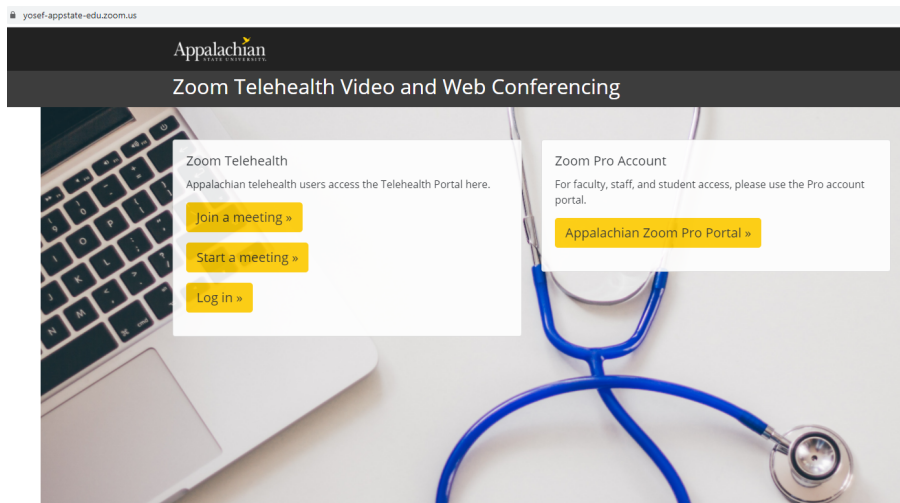 yosef-appstate-edu.zoom.us
Appalachian
STATE UNIVERSITY.
Zoom Telehealth Video and Web Conferencing
Zoom Telehealth
Appalachian telehealth users access the Telehealth Portal here.
Join a meeting »
Start a meeting »
Log in »
Zoom Pro Account
For faculty, staff, and student access, please use the Pro account
portal.
Appalachian Zoom Pro Portal »